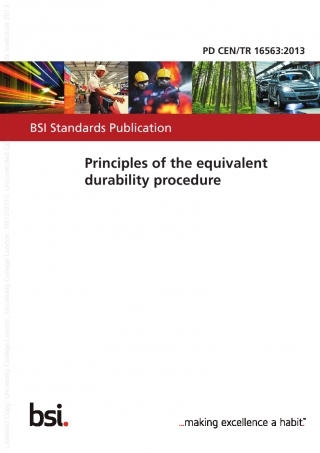 PD CEN/TR 16563:2013
BSI Standards Publication
Principles of the equivalent
durability procedure
bsi.
...making excellence a habit.™